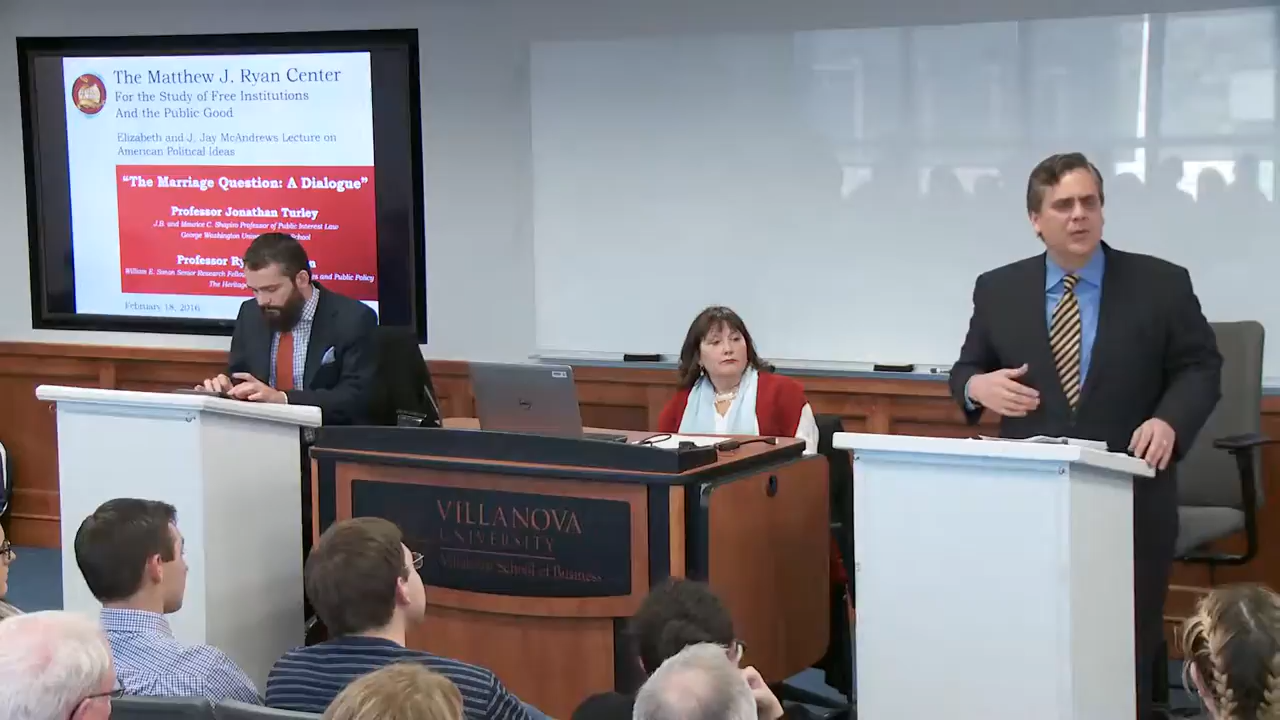 The Matthew J. Ryan Center
For the Study of Free Institutions
And the Public Good
Elizabeth and J. Jay McAndrews Lecture on
American Political Ideas
"The Marriage Question: A Dialogue"
Professor Jonathan Turley
J.B. and Maurice C. Shapiro Professor of Public Interest Law
George Washington School
Professor
William E. Simon Senior Research and Public Policy
The
February 18, 2016
DELL
VILLANOVA
UNIVERSITY
Villanova School of Business